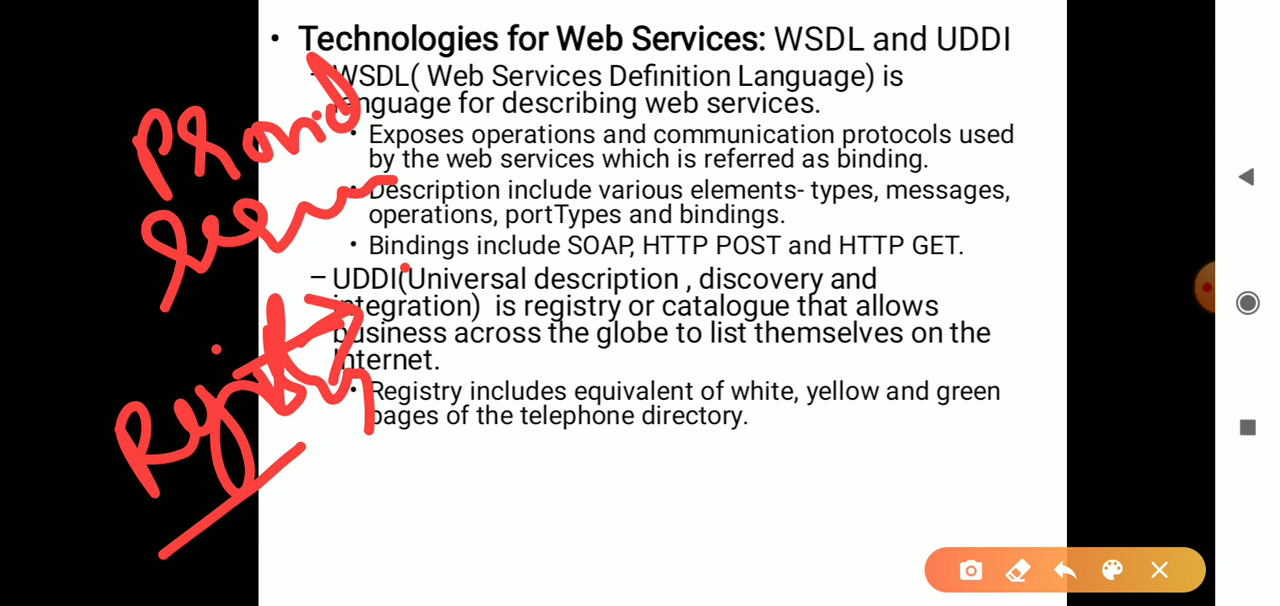 • Technologies for Web Services: WSDL and UDDI
– WSDL( Web Services Definition Language) is
language for describing web services.
• Exposes operations and communication protocols used
by the web services which is referred as binding.
• Description include various elements- types, messages,
operations, portTypes and bindings.
• Bindings include SOAP, HTTP POST and HTTP GET.
– UDDI(Universal description , discovery and
integration) is registry or catalogue that allows
business across the globe to list themselves on the
Internet.
• Registry includes equivalent of white, yellow and green
pages of the telephone directory.